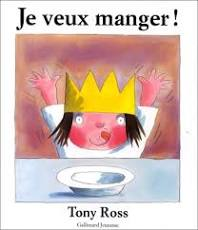 Je veux manger !
Tony Ross
Gallimard Jeunesse